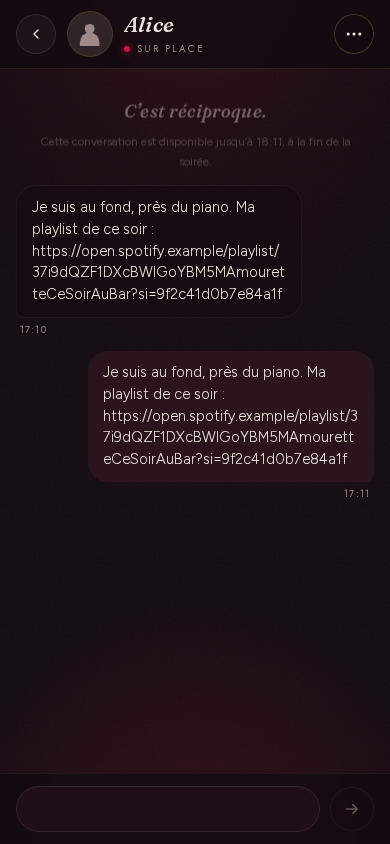 Alice
SUR PLACE
C'est réciproque.
Cette conversation est disponible jusqu'à 18:11, à la fin de la
soirée.
Je suis au fond, près du piano. Ma
playlist de ce soir :
https://open.spotify.example/playlist/
37i9dQZF1DXcBWIGoYBM5MAmouret
teCeSoirAuBar?si=9f2c41d0b7e84a1f
17:10
Je suis au fond, près du piano. Ma
playlist de ce soir :
https://open.spotify.example/playlist/3
7i9dQZF1DXcBWIGoYBM5MAmourett
eCeSoirAuBar?si=9f2c41d0b7e84a1f
17:11